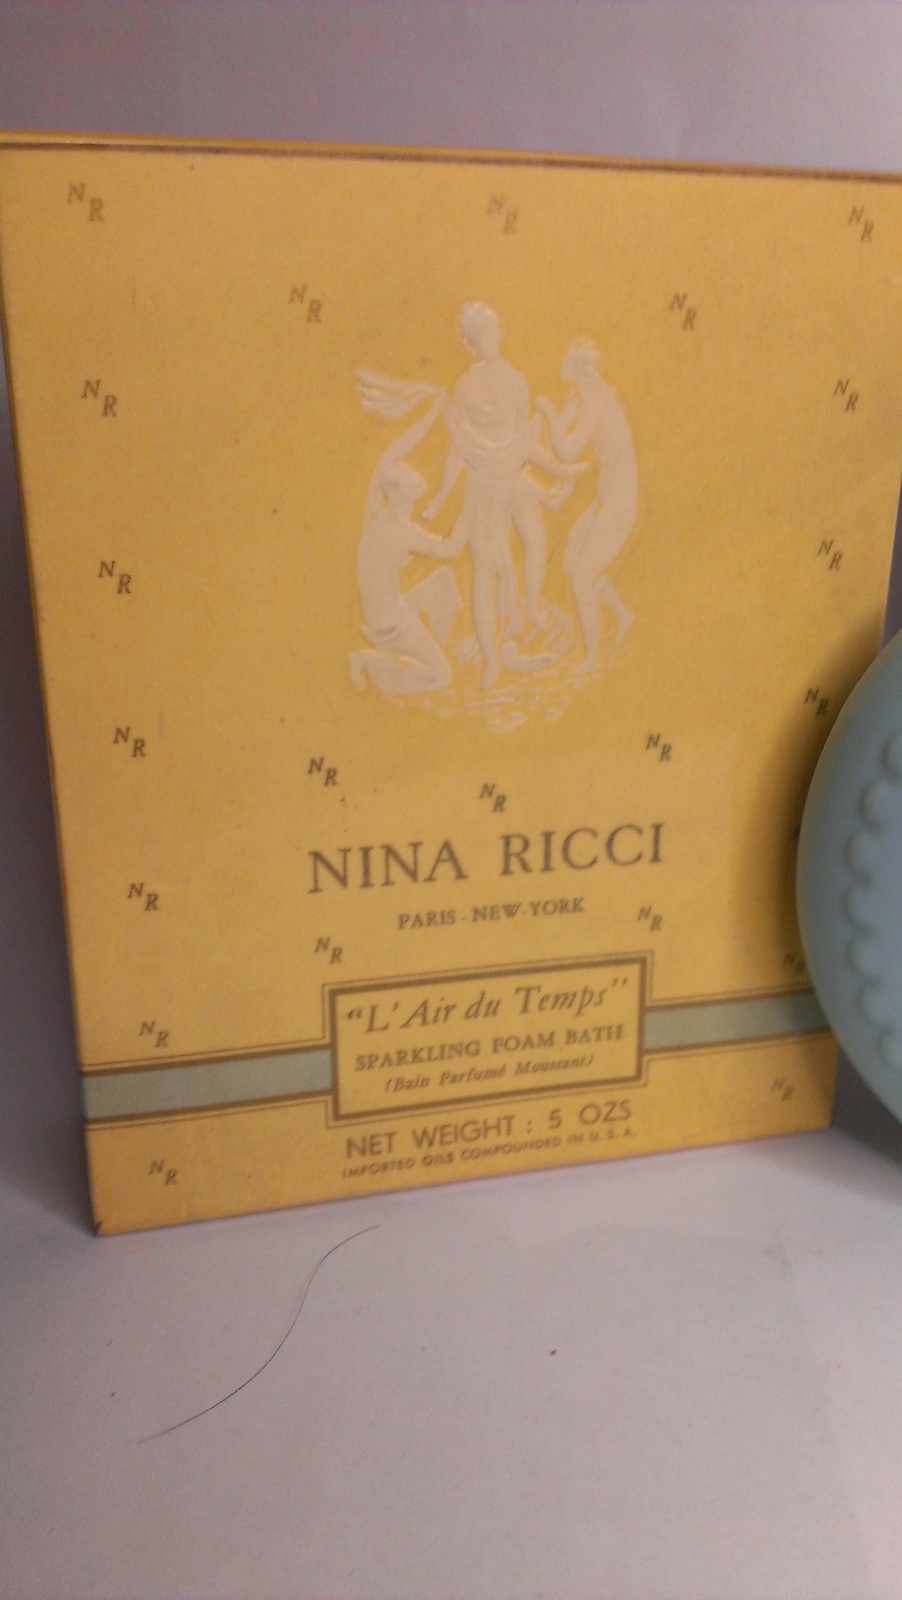 N R
N R
N R
N R
N R
N R
N R
N R
N R
N R
N R
N R
N R
N R
NINA RICCI
N R
PARIS - NEW-YORK
N R
N R
N R
"L'Air du Temps"
N R
SPARKLING FOAM BATH
(Bain Parfumé Moussant)
N R
NET WEIGHT : 5 OZS
IMPORTED OILS COMPOUNDED IN U.S.A.
N R